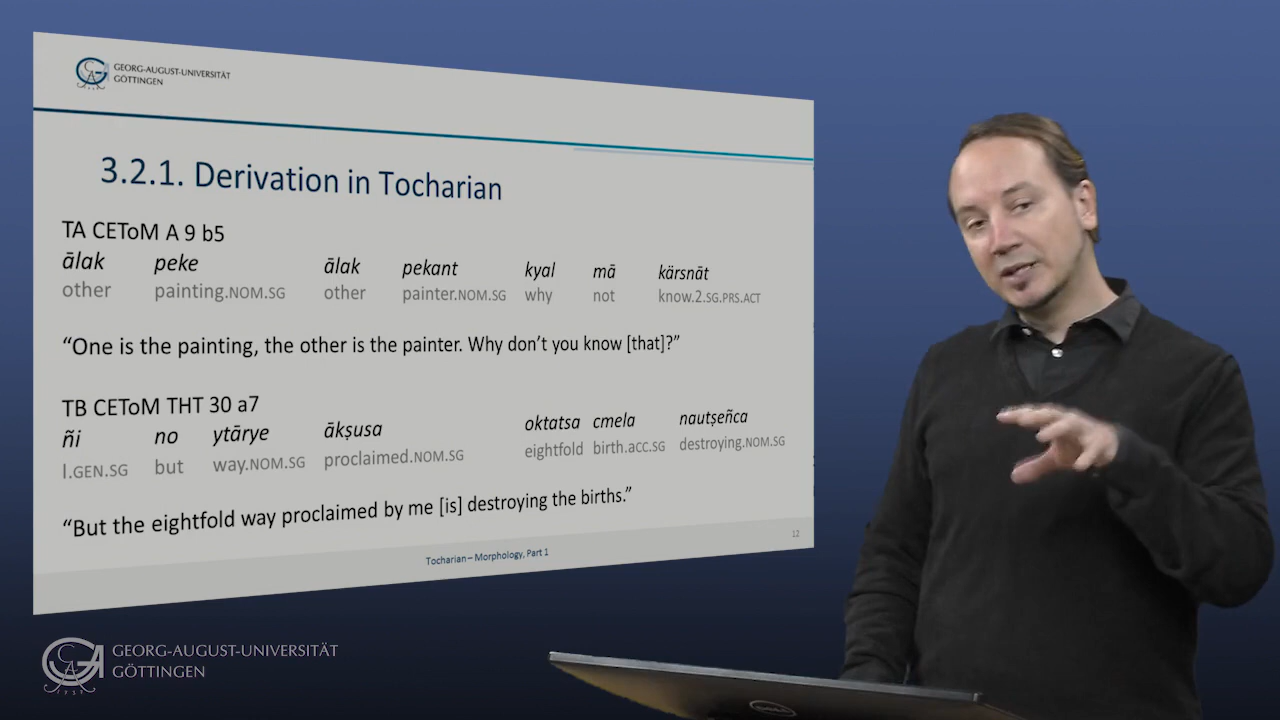 GEORG-AUGUST-UNIVERSITÄT
GÖTTINGEN
3.2.1. Derivation in Tocharian
TA CEToM A 9 b5
ālak peke ālak pekant kyal mā kärsnāt
other painting.NOM.SG other painter.NOM.SG why not know.2.SG.PRS.ACT
“One is the painting, the other is the painter. Why don’t you know [that]?”
TB CEToM THT 30 a7
ñi no ytārye ākṣusa oktatsa cmela nautṣeñca
I.GEN.SG but way.NOM.SG proclaimed.NOM.SG eightfold birth.ACC.SG destroying.NOM.SG
“But the eightfold way proclaimed by me [is] destroying the births.”
12
Tocharian – Morphology, Part 1
GEORG-AUGUST-UNIVERSITÄT
GÖTTINGEN
DELL